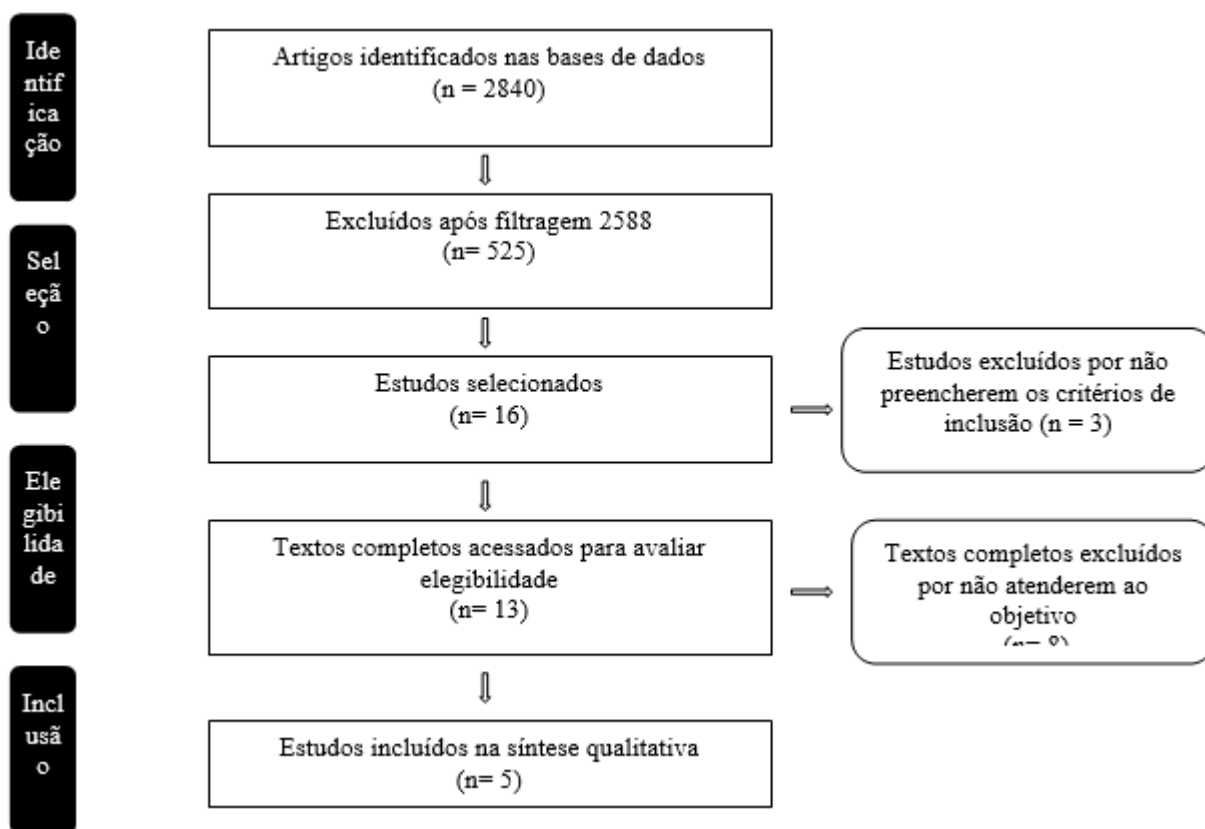 Ide
ntif
ica
ção
Artigos identificados nas bases de dados
(n = 2840)
Excluídos após filtragem 2588
(n= 525)
Sel
eçã
o
Estudos selecionados
(n= 16)
Estudos excluídos por não
preencherem os critérios de
inclusão (n = 3)
Ele
gibi
lida
de
Textos completos acessados para avaliar
elegibilidade
(n= 13)
Textos completos excluídos
por não atenderem ao
objetivo
(n= 8)
Incl
usã
o
Estudos incluídos na síntese qualitativa
(n= 5)